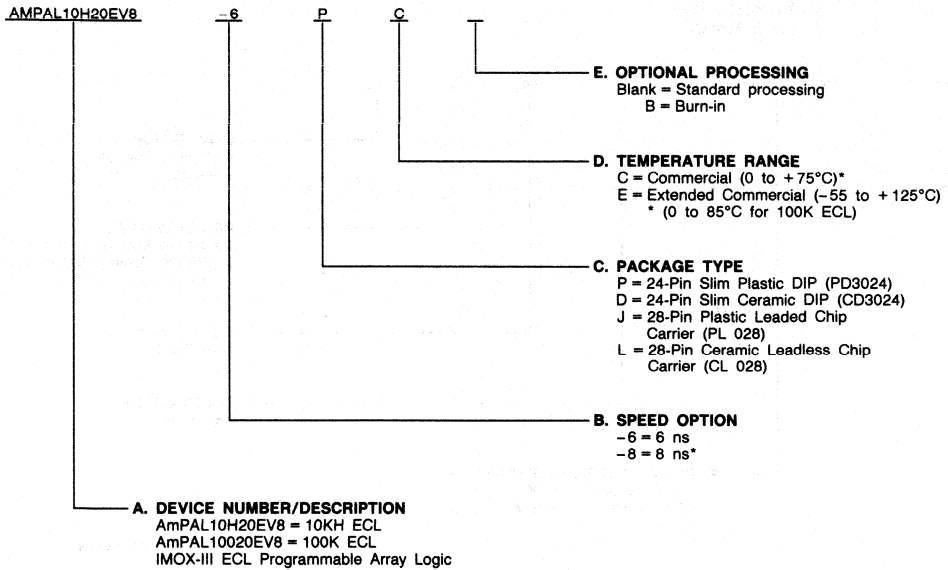 AMPAL10H20EV8 -6 P C _
E. OPTIONAL PROCESSING
Blank = Standard processing
B = Burn-in
D. TEMPERATURE RANGE
C = Commercial (0 to +75°C)*
E = Extended Commercial (-55 to +125°C)
* (0 to 85°C for 100K ECL)
C. PACKAGE TYPE
P = 24-Pin Slim Plastic DIP (PD3024)
D = 24-Pin Slim Ceramic DIP (CD3024)
J = 28-Pin Plastic Leaded Chip
Carrier (PL 028)
L = 28-Pin Ceramic Leadless Chip
Carrier (CL 028)
B. SPEED OPTION
-6 = 6 ns
-8 = 8 ns*
A. DEVICE NUMBER/DESCRIPTION
AmPAL10H20EV8 = 10KH ECL
AmPAL10020EV8 = 100K ECL
IMOX-III ECL Programmable Array Logic